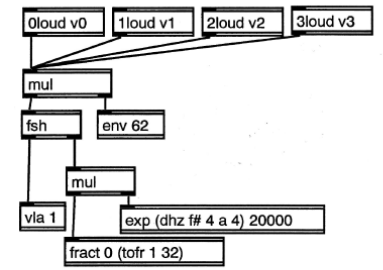 0loud v0
1loud v1
2loud v2
3loud v3
mul
fsh
env 62
mul
vla 1
exp (dhz f# 4 a 4) 20000
fract 0 (tofr 1 32)